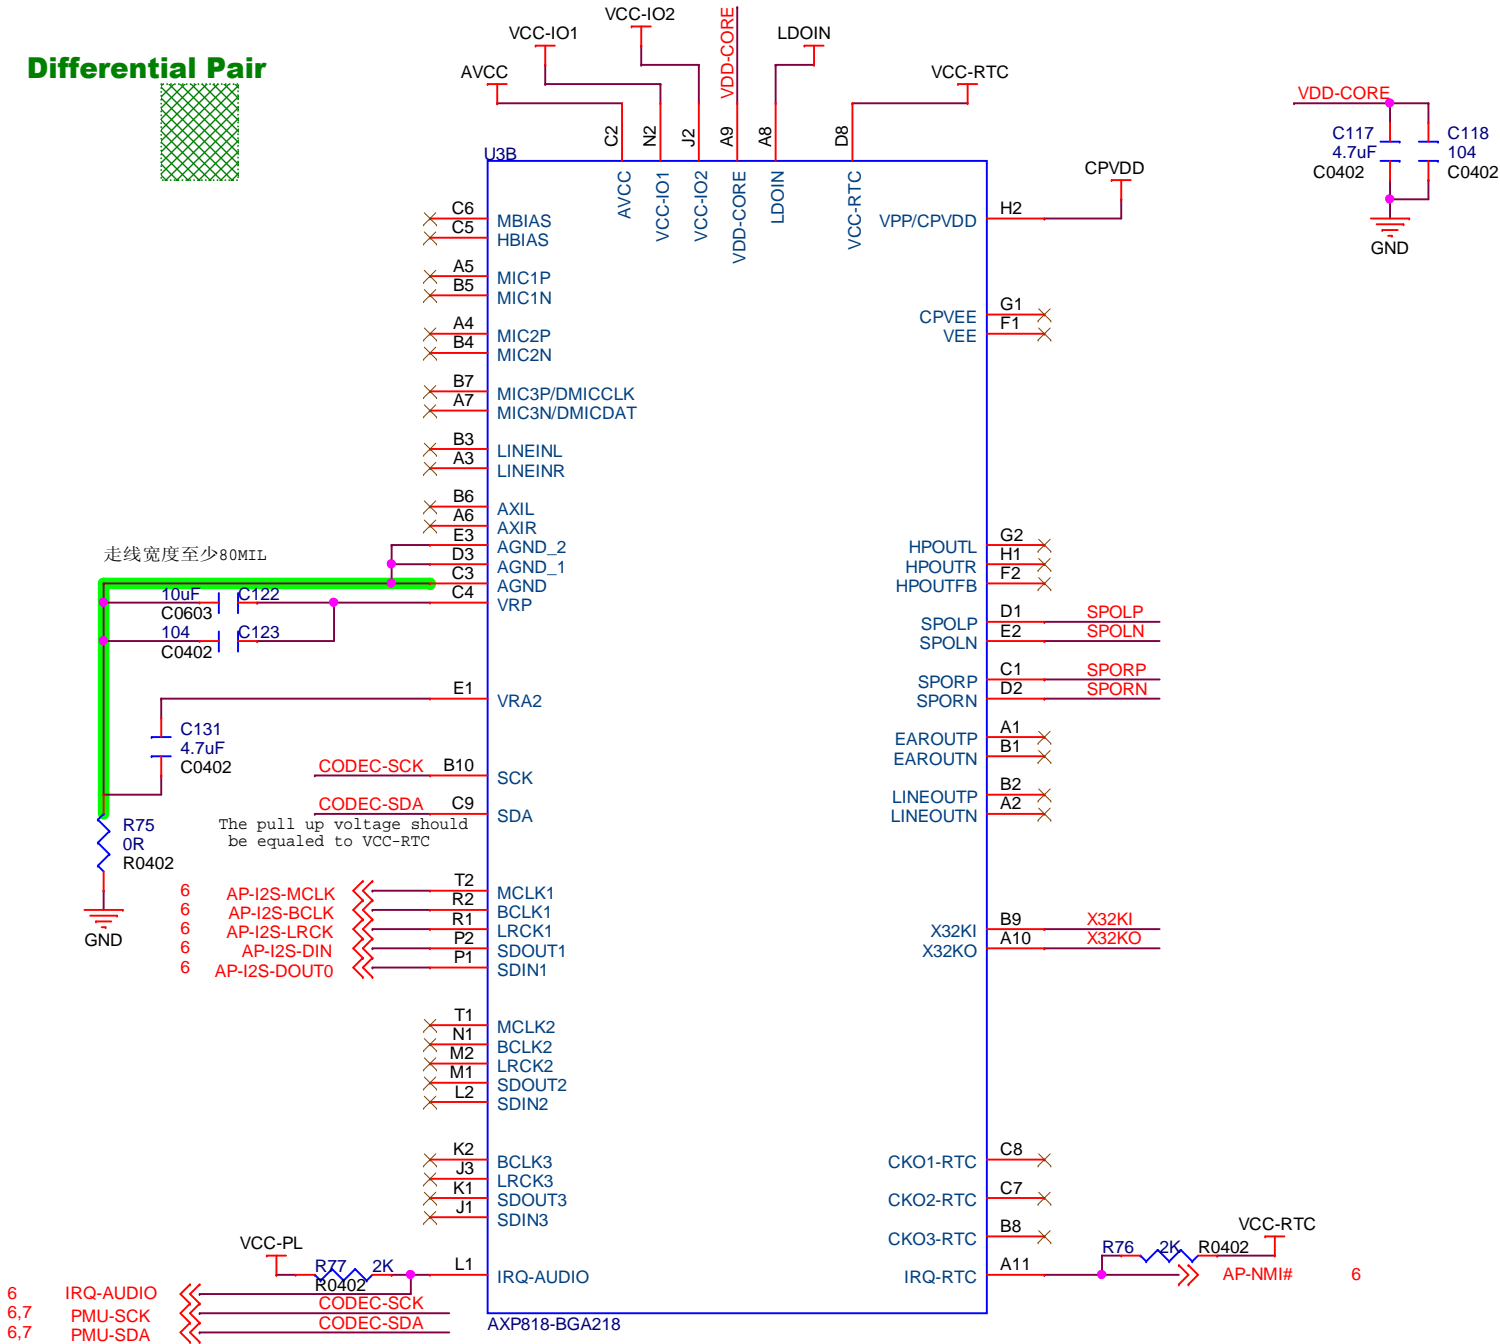 Differential Pair
VCC-IO1
VCC-IO2
VDD-CORE
LDOIN
AVCC
VCC-RTC
C2
N2
J2
A9
A8
D8
U3B
AVCC
VCC-IO1
VCC-IO2
VDD-CORE
LDOIN
VCC-RTC
VDD-CORE
C117
4.7uF
C0402
C118
104
C0402
GND
CPVDD
VPP/CPVDD H2
C6 MBIAS
C5 HBIAS
A5 MIC1P
B5 MIC1N
A4 MIC2P
B4 MIC2N
B7 MIC3P/DMICCLK
A7 MIC3N/DMICDAT
B3 LINEINL
A3 LINEINR
B6 AXIL
A6 AXIR
E3 AGND_2
D3 AGND_1
C3 AGND
C4 VRP
走线宽度至少80MIL
10uF C122
C0603
104 C123
C0402
E1 VRA2
C131
4.7uF
C0402
CODEC-SCK B10 SCK
CODEC-SDA C9 SDA
The pull up voltage should
be equaled to VCC-RTC
R75
0R
R0402
GND
6 AP-I2S-MCLK T2 MCLK1
6 AP-I2S-BCLK R2 BCLK1
6 AP-I2S-LRCK R1 LRCK1
6 AP-I2S-DIN P2 SDOUT1
6 AP-I2S-DOUT0 P1 SDIN1
T1 MCLK2
N1 BCLK2
M2 LRCK2
M1 SDOUT2
L2 SDIN2
K2 BCLK3
J3 LRCK3
K1 SDOUT3
J1 SDIN3
VCC-PL
R77 2K
R0402
L1 IRQ-AUDIO
6 IRQ-AUDIO
6,7 PMU-SCK CODEC-SCK
6,7 PMU-SDA CODEC-SDA
AXP818-BGA218
CPVEE G1
VEE F1
HPOUTL G2
HPOUTR H1
HPOUTFB F2
SPOLP D1 SPOLP
SPOLN E2 SPOLN
SPORP C1 SPORP
SPORN D2 SPORN
EAROUTP A1
EAROUTN B1
LINEOUTP B2
LINEOUTN A2
X32KI B9 X32KI
X32KO A10 X32KO
CKO1-RTC C8
CKO2-RTC C7
CKO3-RTC B8
IRQ-RTC A11
VCC-RTC
R76 2K R0402
AP-NMI# 6